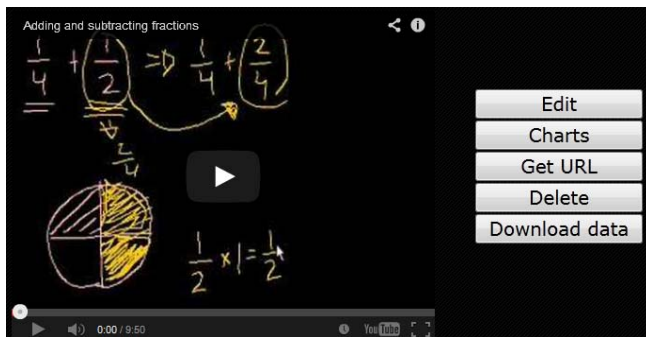 Adding and subtracting fractions
1/4 + 1/2 ⇒ 1/4 + 2/4
2/4
1/2 × 1 = 1/2
0:00 / 9:50
YouTube
Edit
Charts
Get URL
Delete
Download data